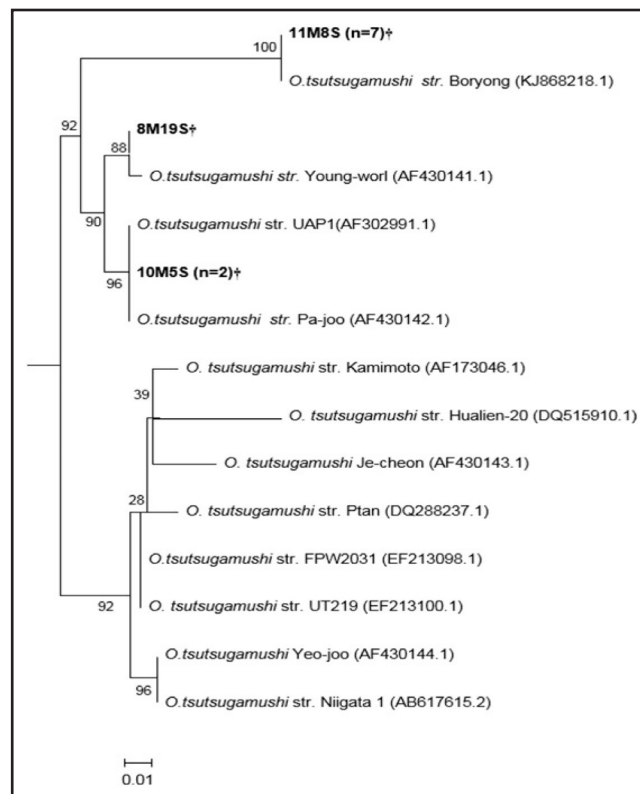 11M8S (n=7)†
100
O.tsutsugamushi str. Boryong (KJ868218.1)
92
8M19S†
88
O.tsutsugamushi str. Young-worl (AF430141.1)
90
O.tsutsugamushi str. UAP1(AF302991.1)
10M5S (n=2)†
96
O.tsutsugamushi str. Pa-joo (AF430142.1)
O. tsutsugamushi str. Kamimoto (AF173046.1)
39
O. tsutsugamushi str. Hualien-20 (DQ515910.1)
O. tsutsugamushi Je-cheon (AF430143.1)
28
O. tsutsugamushi str. Ptan (DQ288237.1)
O.tsutsugamushi str. FPW2031 (EF213098.1)
92
O. tsutsugamushi str. UT219 (EF213100.1)
O.tsutsugamushi Yeo-joo (AF430144.1)
96
O.tsutsugamushi str. Niigata 1 (AB617615.2)
0.01